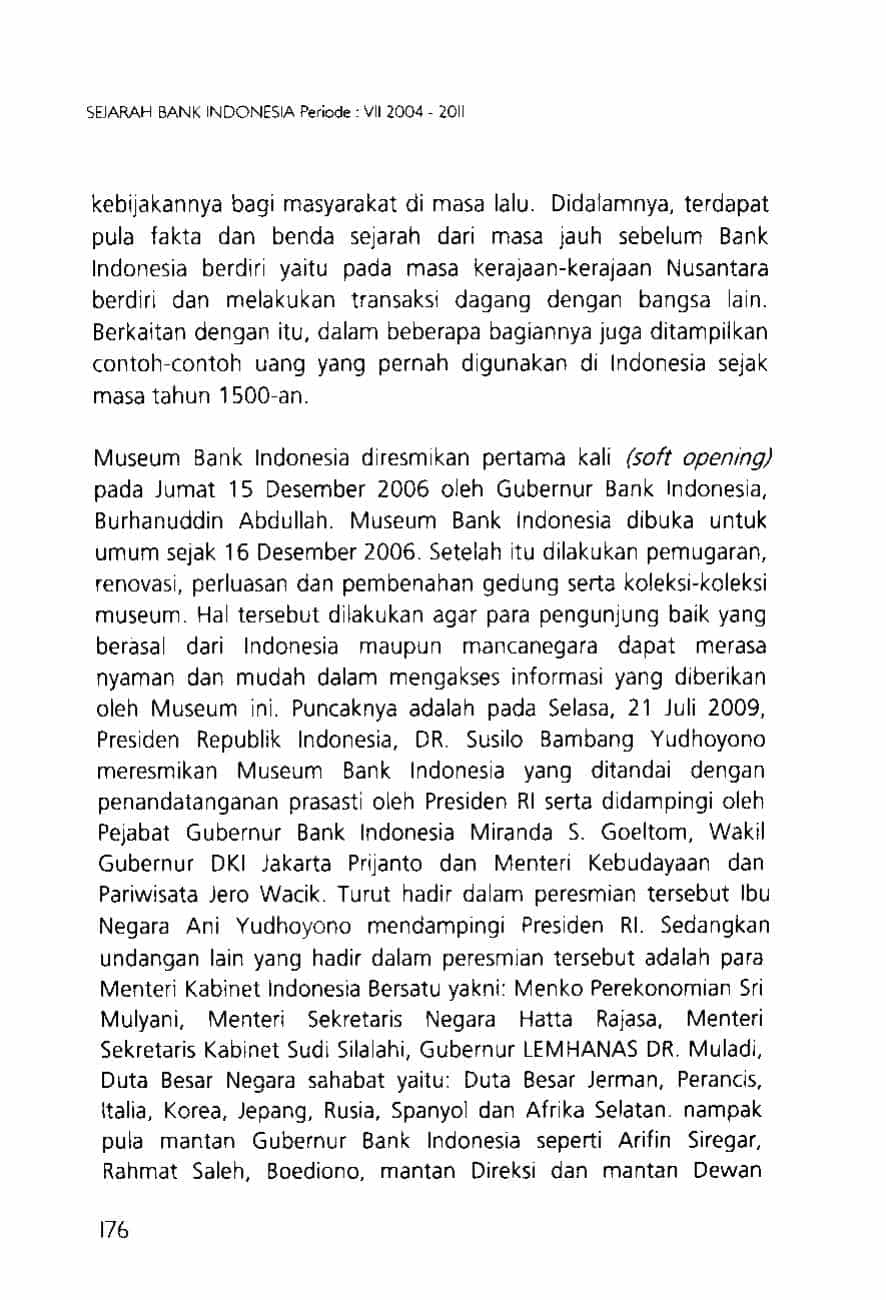 SEJARAH BANK INDONESIA Periode : VII 2004 - 2011
kebijakannya bagi masyarakat di masa lalu. Didalamnya, terdapat
pula fakta dan benda sejarah dari masa jauh sebelum Bank
Indonesia berdiri yaitu pada masa kerajaan-kerajaan Nusantara
berdiri dan melakukan transaksi dagang dengan bangsa lain.
Berkaitan dengan itu, dalam beberapa bagiannya juga ditampilkan
contoh-contoh uang yang pernah digunakan di Indonesia sejak
masa tahun 1500-an.
Museum Bank Indonesia diresmikan pertama kali (soft opening)
pada Jumat 15 Desember 2006 oleh Gubernur Bank Indonesia,
Burhanuddin Abdullah. Museum Bank Indonesia dibuka untuk
umum sejak 16 Desember 2006. Setelah itu dilakukan pemugaran,
renovasi, perluasan dan pembenahan gedung serta koleksi-koleksi
museum. Hal tersebut dilakukan agar para pengunjung baik yang
berasal dari Indonesia maupun mancanegara dapat merasa
nyaman dan mudah dalam mengakses informasi yang diberikan
oleh Museum ini. Puncaknya adalah pada Selasa, 21 Juli 2009,
Presiden Republik Indonesia, DR. Susilo Bambang Yudhoyono
meresmikan Museum Bank Indonesia yang ditandai dengan
penandatanganan prasasti oleh Presiden RI serta didampingi oleh
Pejabat Gubernur Bank Indonesia Miranda S. Goeltom, Wakil
Gubernur DKI Jakarta Prijanto dan Menteri Kebudayaan dan
Pariwisata Jero Wacik. Turut hadir dalam peresmian tersebut Ibu
Negara Ani Yudhoyono mendampingi Presiden RI. Sedangkan
undangan lain yang hadir dalam peresmian tersebut adalah para
Menteri Kabinet Indonesia Bersatu yakni: Menko Perekonomian Sri
Mulyani, Menteri Sekretaris Negara Hatta Rajasa, Menteri
Sekretaris Kabinet Sudi Silalahi, Gubernur LEMHANAS DR. Muladi,
Duta Besar Negara sahabat yaitu: Duta Besar Jerman, Perancis,
Italia, Korea, Jepang, Rusia, Spanyol dan Afrika Selatan. nampak
pula mantan Gubernur Bank Indonesia seperti Arifin Siregar,
Rahmat Saleh, Boediono, mantan Direksi dan mantan Dewan
176